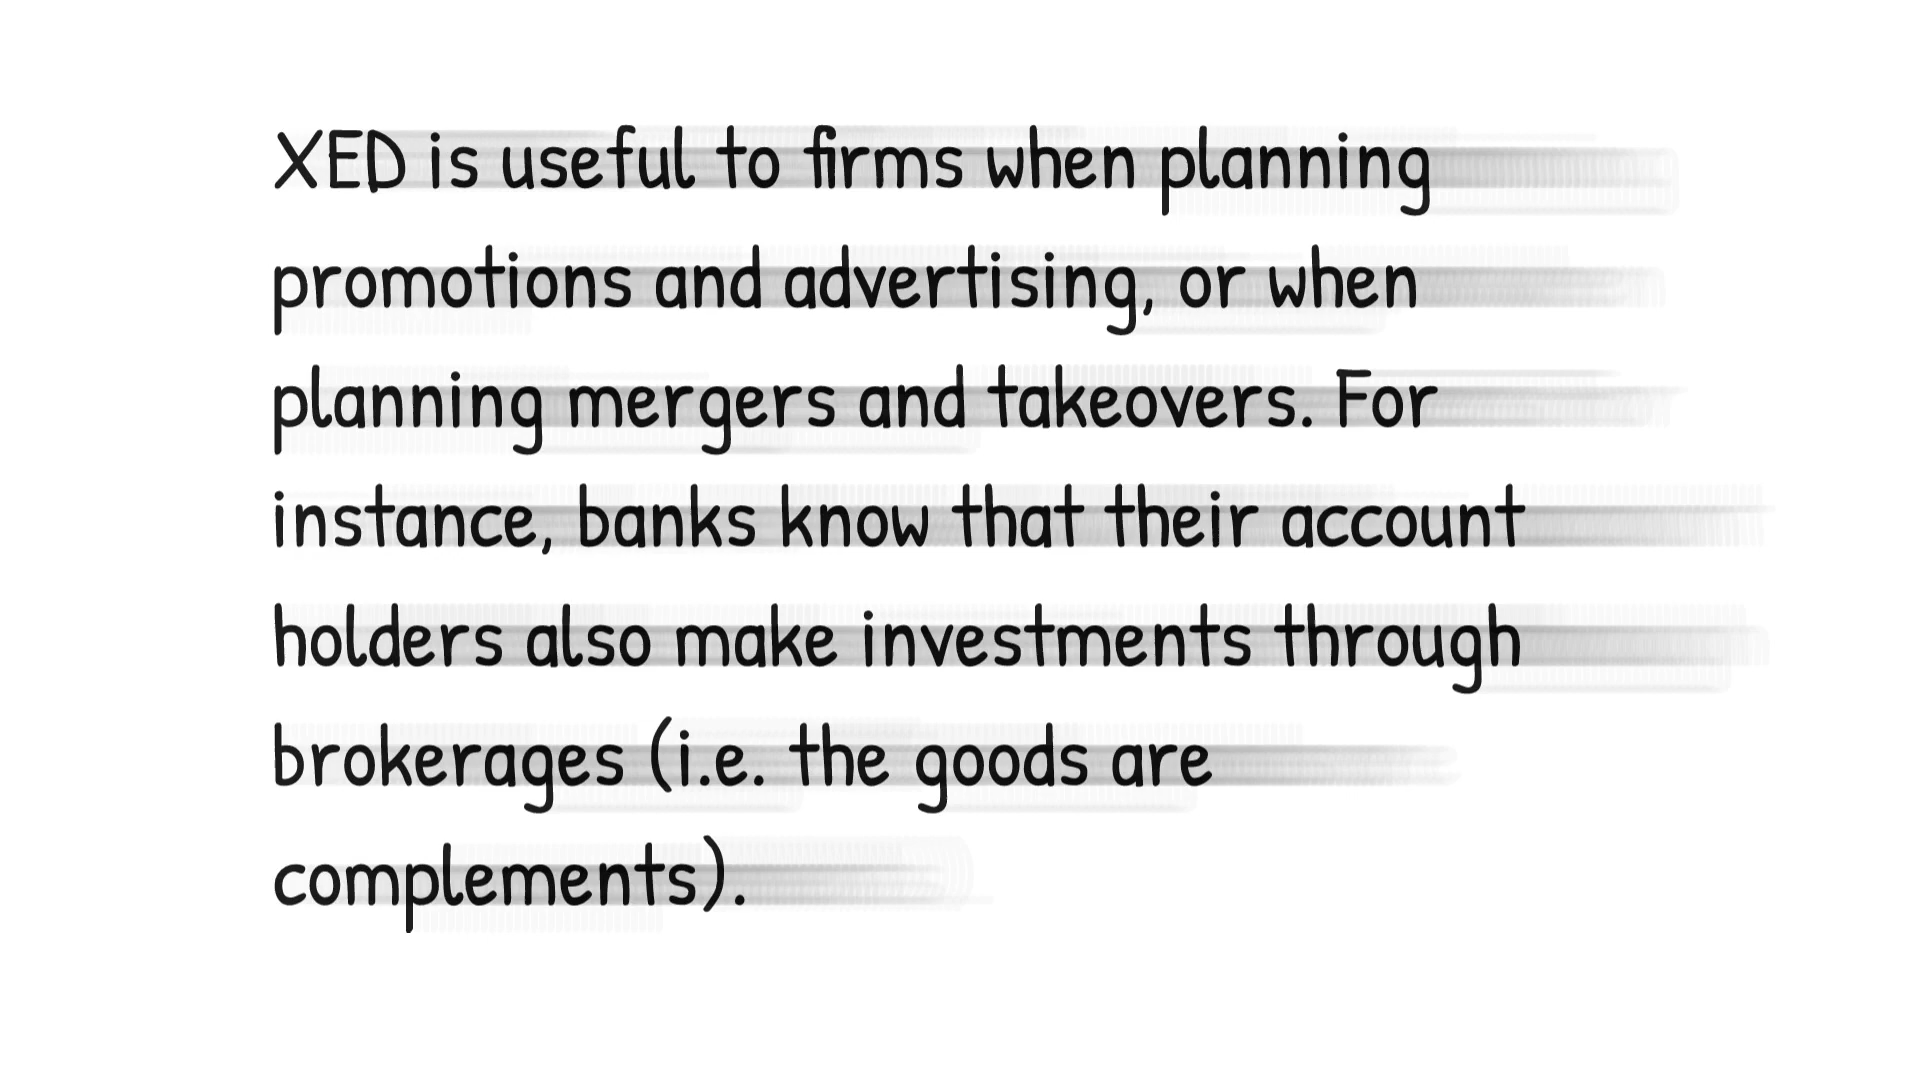 XED is useful to firms when planning
promotions and advertising, or when
planning mergers and takeovers. For
instance, banks know that their account
holders also make investments through
brokerages (i.e. the goods are
complements).